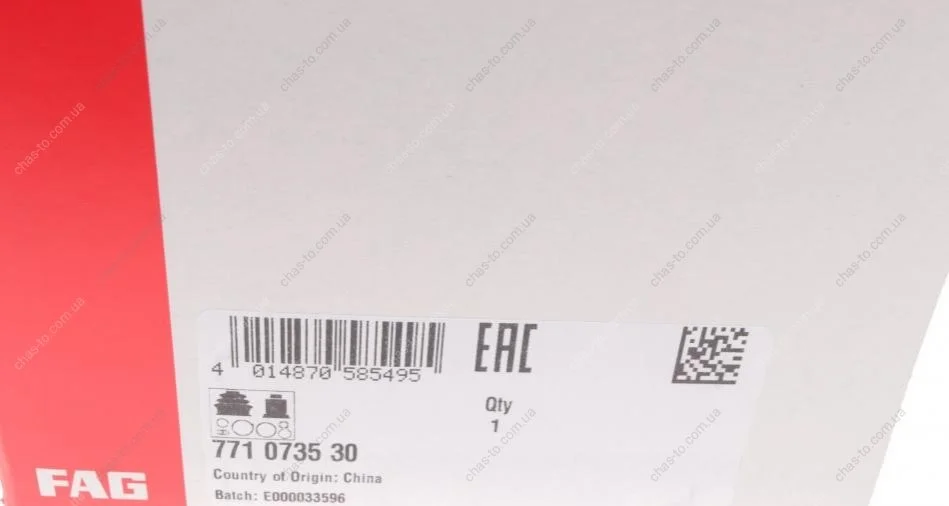 4 014870 585495
EAC
Qty
1
771 0735 30
Country of Origin: China
Batch: E000033596
FAG
chas-to.com.ua